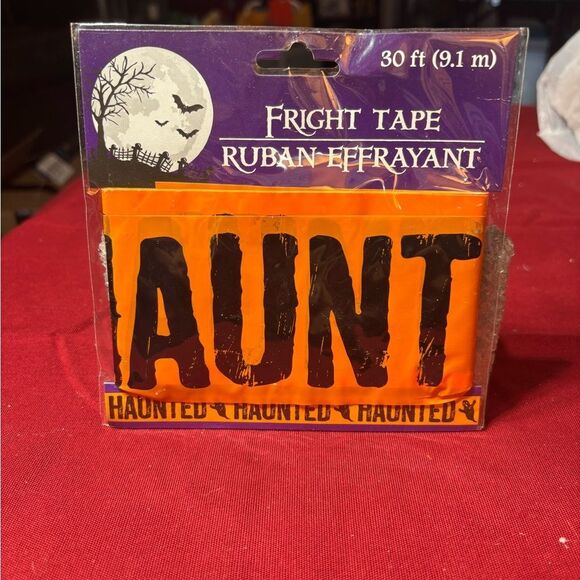 30 ft (9.1 m)
FRIGHT TAPE
RUBAN EFFRAYANT
AUNT
HAUNTED HAUNTED HAUNTED